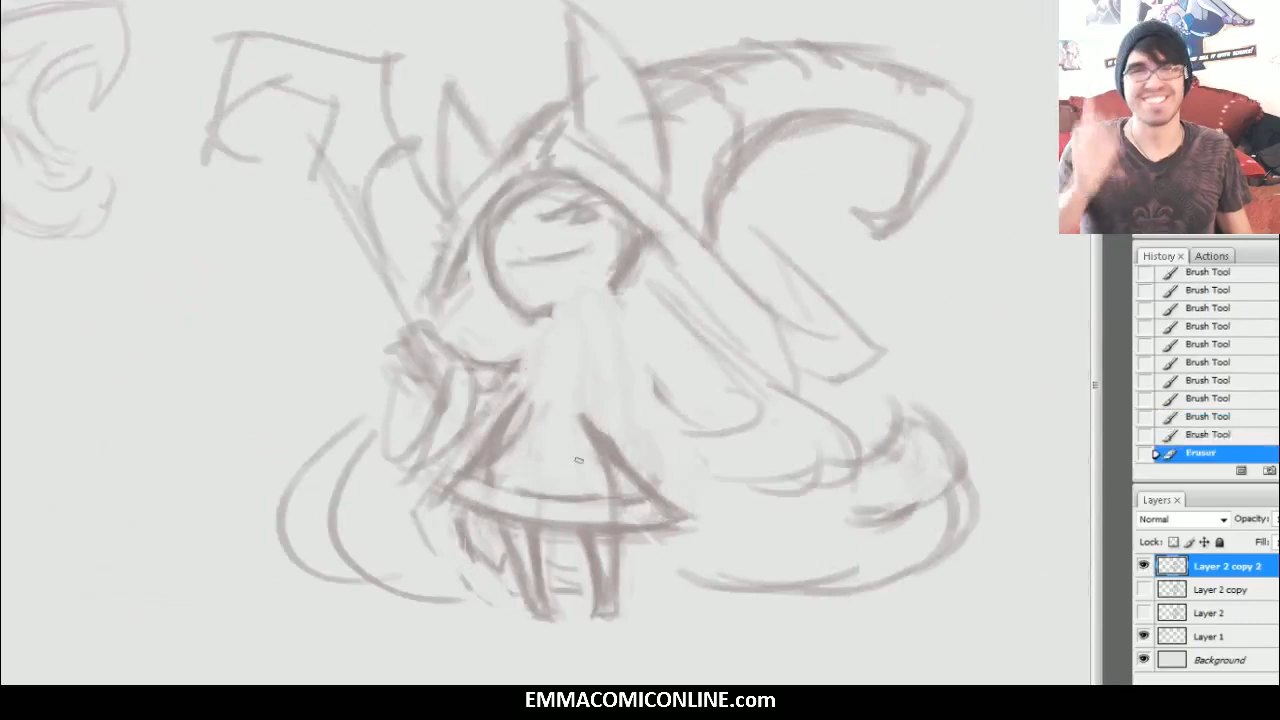 History
Actions
Brush Tool
Brush Tool
Brush Tool
Brush Tool
Brush Tool
Brush Tool
Brush Tool
Brush Tool
Brush Tool
Brush Tool
Eraser
Layers
Normal
Opacity:
Lock:
Fill:
Layer 2 copy 2
Layer 2 copy
Layer 2
Layer 1
Background
EMMACOMICONLINE.com